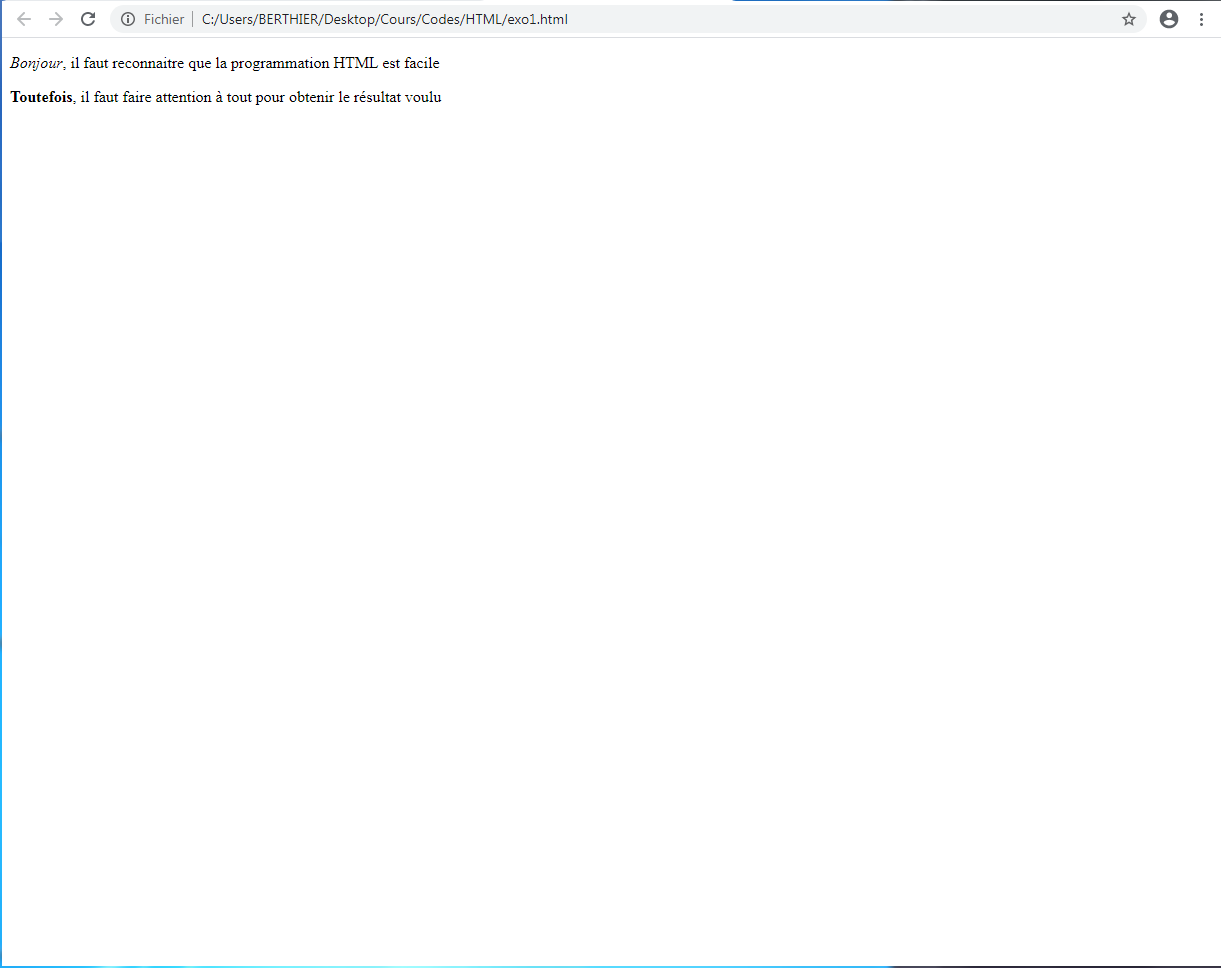 Fichier | C:/Users/BERTHIER/Desktop/Cours/Codes/HTML/exo1.html
Bonjour, il faut reconnaitre que la programmation HTML est facile
Toutefois, il faut faire attention à tout pour obtenir le résultat voulu